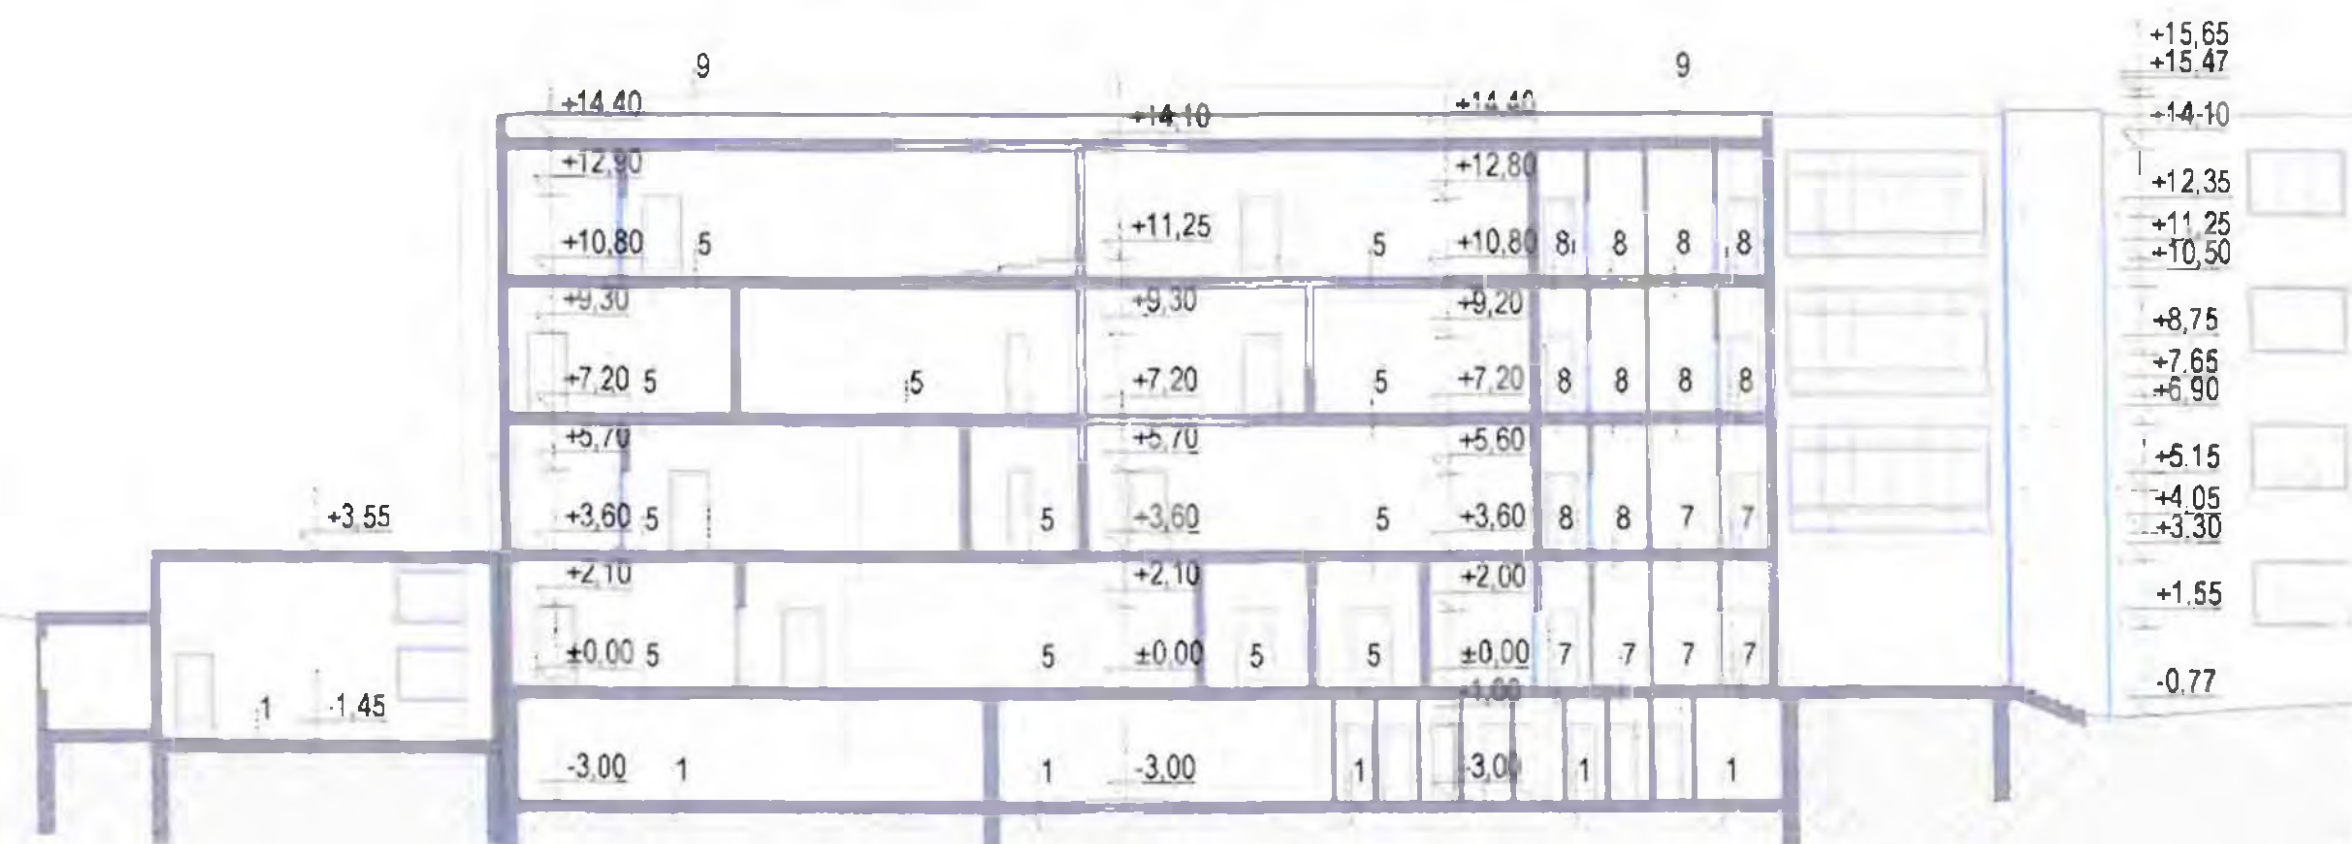 +15,65
9 9 +15.47
+14,40 +14,10 +14,40 +14,10
+12,90 +12,80 +12,35
+11,25 +11,25
+10,80 5 5 +10,80 8 8 8 8 +10,50
+9,30 +9,30 +9,20
+8,75
+7,65
+7,20 5 5 +7,20 5 +7,20 8 8 8 8 +6,90
+5,70 +5,70 +5,60 +5.15
+4.05
+3.55 +3,60 5 5 +3,60 5 +3,60 8 8 7 7 +3.30
+2,10 +2,10 +2,00 +1,55
±0,00 5 5 ±0,00 5 5 ±0,00 7 7 7 7
-0,77
1 -1,45
-3,00 1 1 -3,00 1 -3,00 1 1